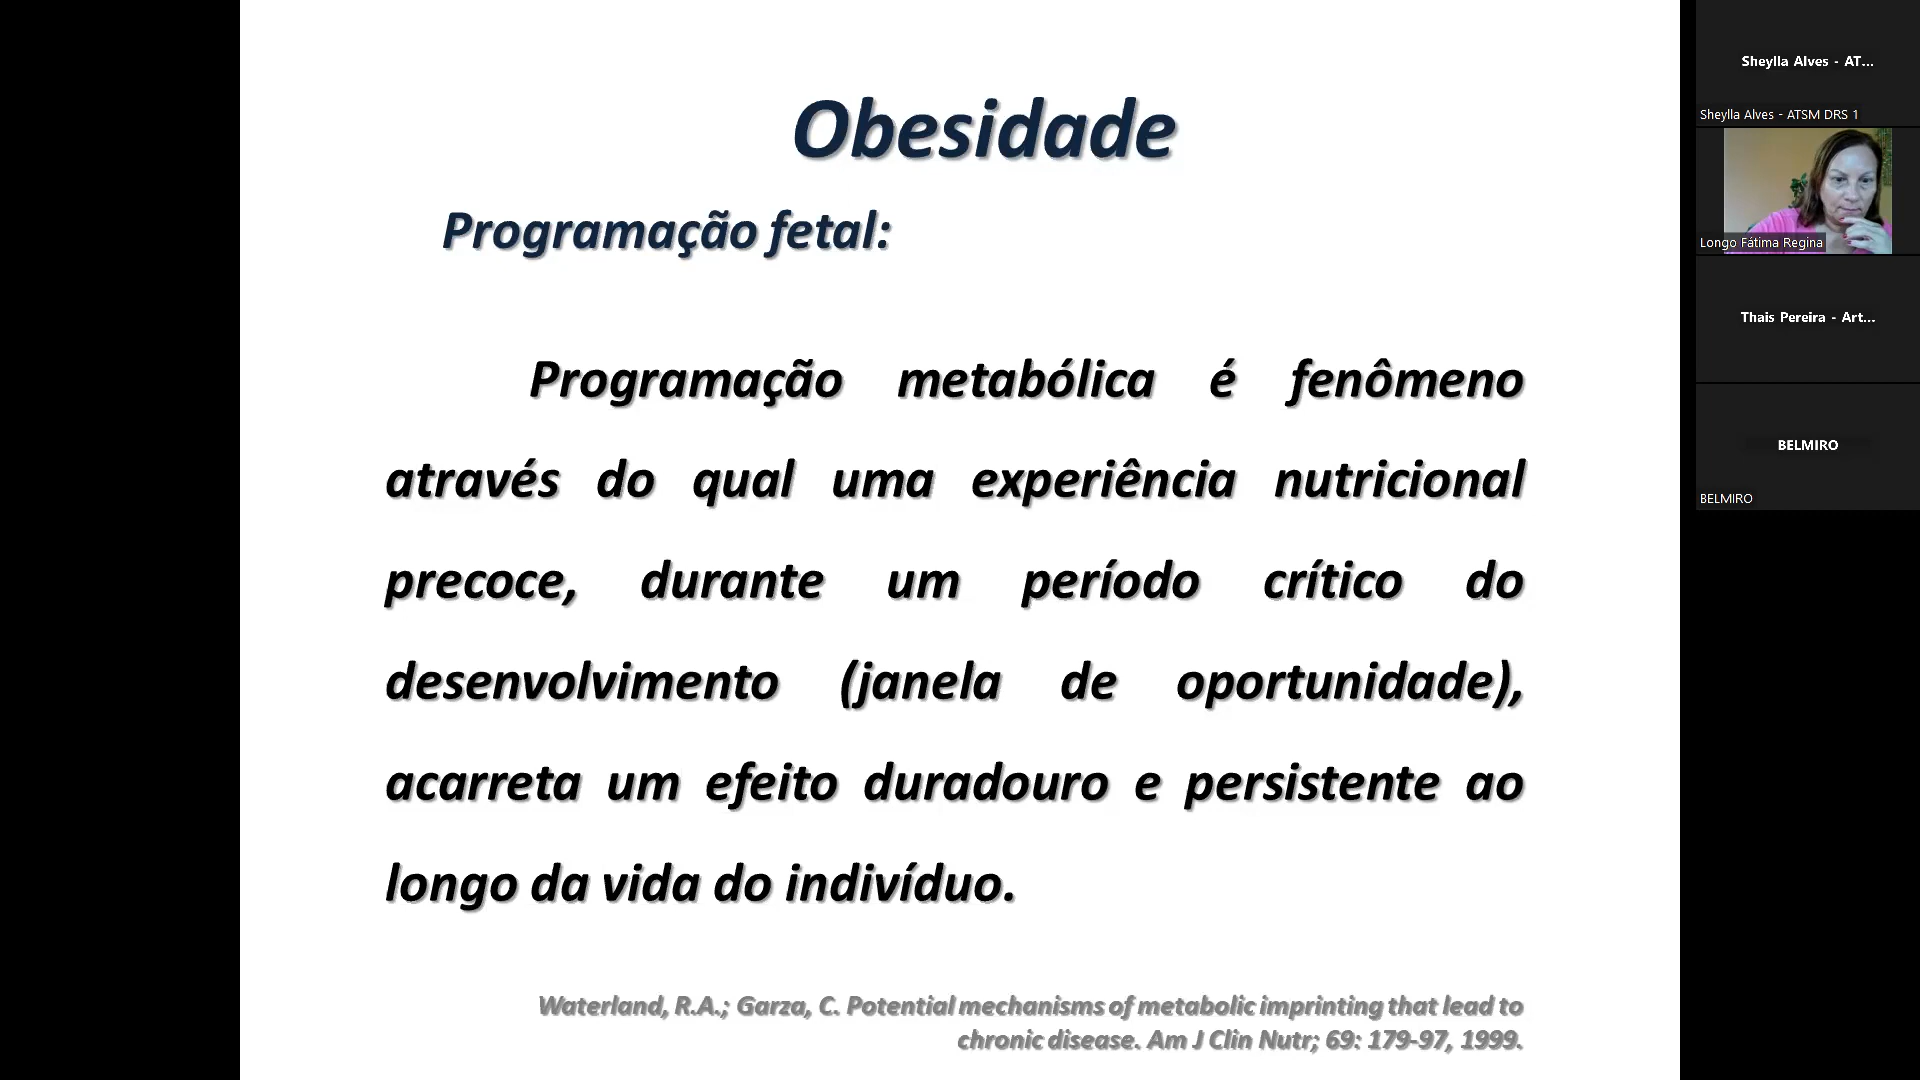 Obesidade
Programação fetal:
Programação metabólica é fenômeno
através do qual uma experiência nutricional
precoce, durante um período crítico do
desenvolvimento (janela de oportunidade),
acarreta um efeito duradouro e persistente ao
longo da vida do indivíduo.
Waterland, R.A.; Garza, C. Potential mechanisms of metabolic imprinting that lead to
chronic disease. Am J Clin Nutr; 69: 179-97, 1999.
Sheylla Alves - AT...
Sheylla Alves - ATSM DRS 1
Longo Fátima Regina
Thais Pereira - Art...
BELMIRO
BELMIRO